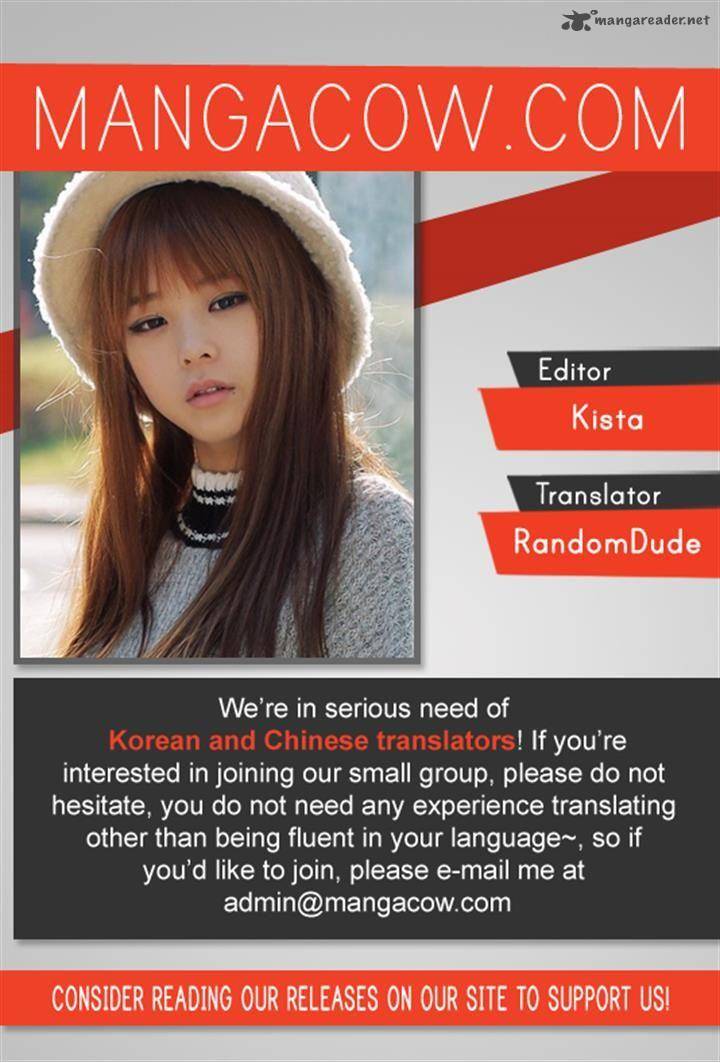 mangareader.net
MANGACOW.COM
Editor
Kista
Translator
RandomDude
We're in serious need of
Korean and Chinese translators! If you're
interested in joining our small group, please do not
hesitate, you do not need any experience translating
other than being fluent in your language~, so if
you'd like to join, please e-mail me at
admin@mangacow.com
CONSIDER READING OUR RELEASES ON OUR SITE TO SUPPORT US!